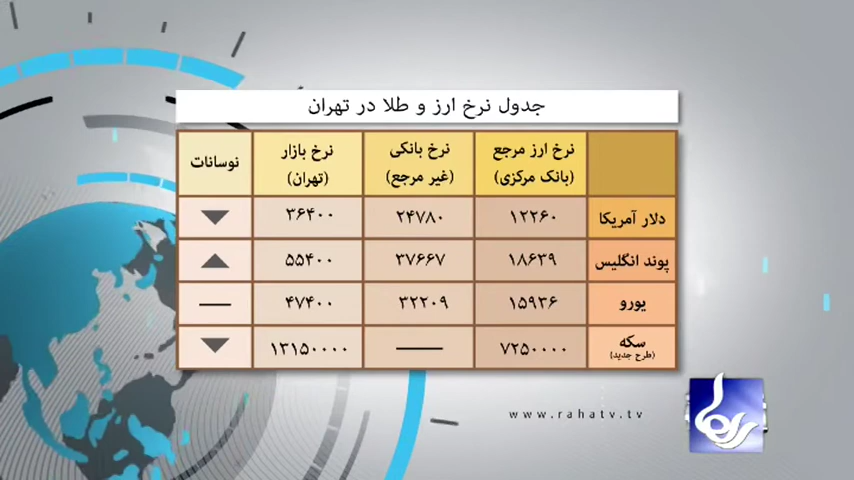 جدول نرخ ارز و طلا در تهران
نرخ ارز مرجع (بانک مرکزی) نرخ بانکی (غیر مرجع) نرخ بازار (تهران) نوسانات
دلار آمریکا ۱۲۲۶۰ ۲۴۷۸۰ ۳۶۴۰۰
پوند انگلیس ۱۸۶۳۹ ۳۷۶۶۷ ۵۵۴۰۰
یورو ۱۵۹۳۶ ۳۲۲۰۹ ۴۷۴۰۰
سکه (طرح جدید) ۷۲۵۰۰۰۰ ۱۳۱۵۰۰۰۰
www.rahatv.tv
رها